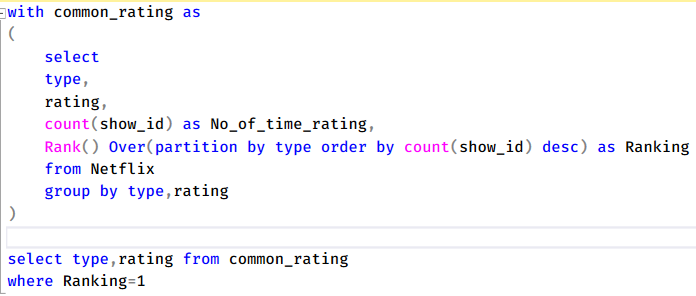 with common_rating as
(
select
type,
rating,
count(show_id) as No_of_time_rating,
Rank() Over(partition by type order by count(show_id) desc) as Ranking
from Netflix
group by type,rating
)
select type,rating from common_rating
where Ranking=1